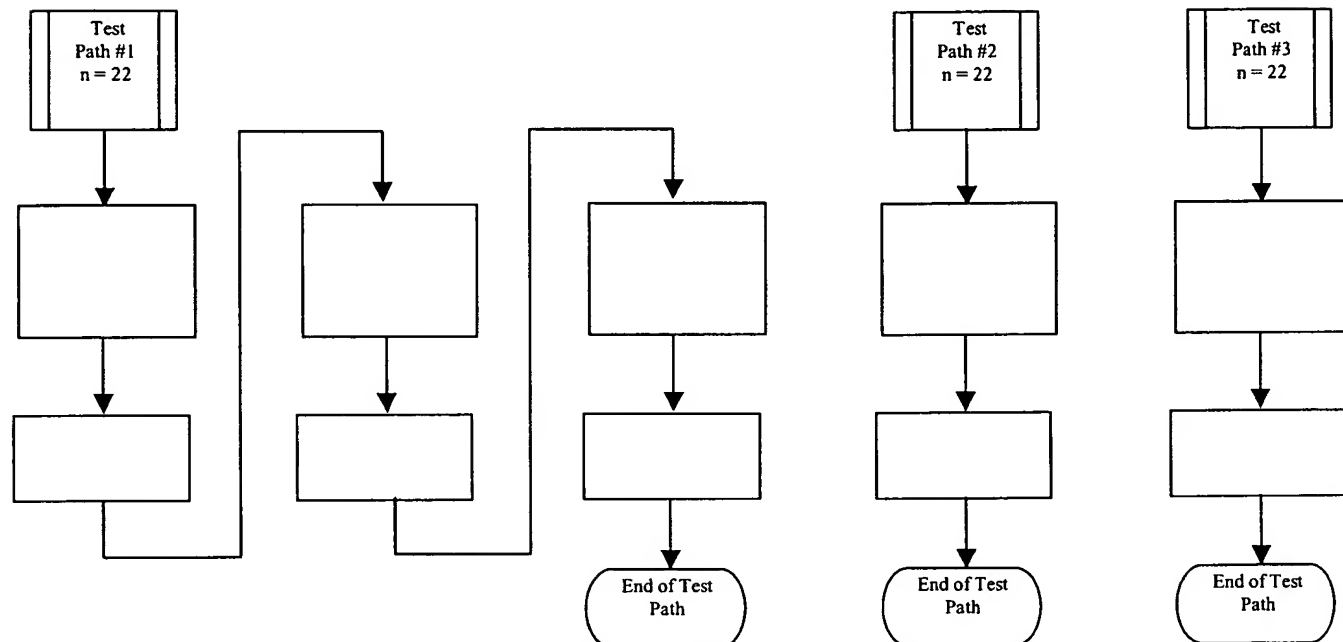 Test
Path #1
n = 22
Test
Path #2
n = 22
Test
Path #3
n = 22
End of Test
Path
End of Test
Path
End of Test
Path